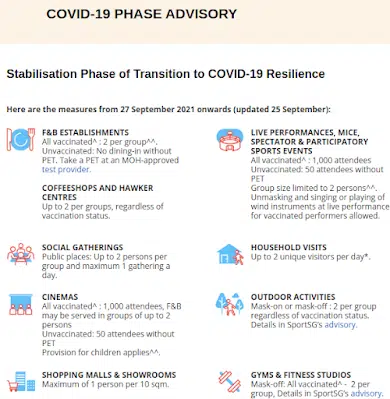 COVID-19 PHASE ADVISORY
Stabilisation Phase of Transition to COVID-19 Resilience
Here are the measures from 27 September 2021 onwards (updated 25 September):
F&B ESTABLISHMENTS
All vaccinated^ : 2 per group^^.
Unvaccinated: No dining-in without
PET. Take a PET at an MOH-approved
test provider.
COFFEESHOPS AND HAWKER
CENTRES
Up to 2 per groups, regardless of
vaccination status.
LIVE PERFORMANCES, MICE,
SPECTATOR & PARTICIPATORY
SPORTS EVENTS
All vaccinated^ : 1,000 attendees
Unvaccinated: 50 attendees without
PET
Group size limited to 2 persons^^.
Unmasking and singing or playing of
wind instruments at live performance
for vaccinated performers allowed.
SOCIAL GATHERINGS
Public places: Up to 2 persons per
group and maximum 1 gathering a
day.
HOUSEHOLD VISITS
Up to 2 unique visitors per day*.
CINEMAS
All vaccinated^ : 1,000 attendees, F&B
may be served in groups of up to 2
persons
Unvaccinated: 50 attendees without
PET
Provision for children applies^^.
OUTDOOR ACTIVITIES
Mask-on or mask-off : 2 per group
regardless of vaccination status.
Details in SportSG's advisory.
SHOPPING MALLS & SHOWROOMS
Maximum of 1 person per 10 sqm.
GYMS & FITNESS STUDIOS
Mask-off: All vaccinated^ - 2 per
group, Details in SportSG's advisory.